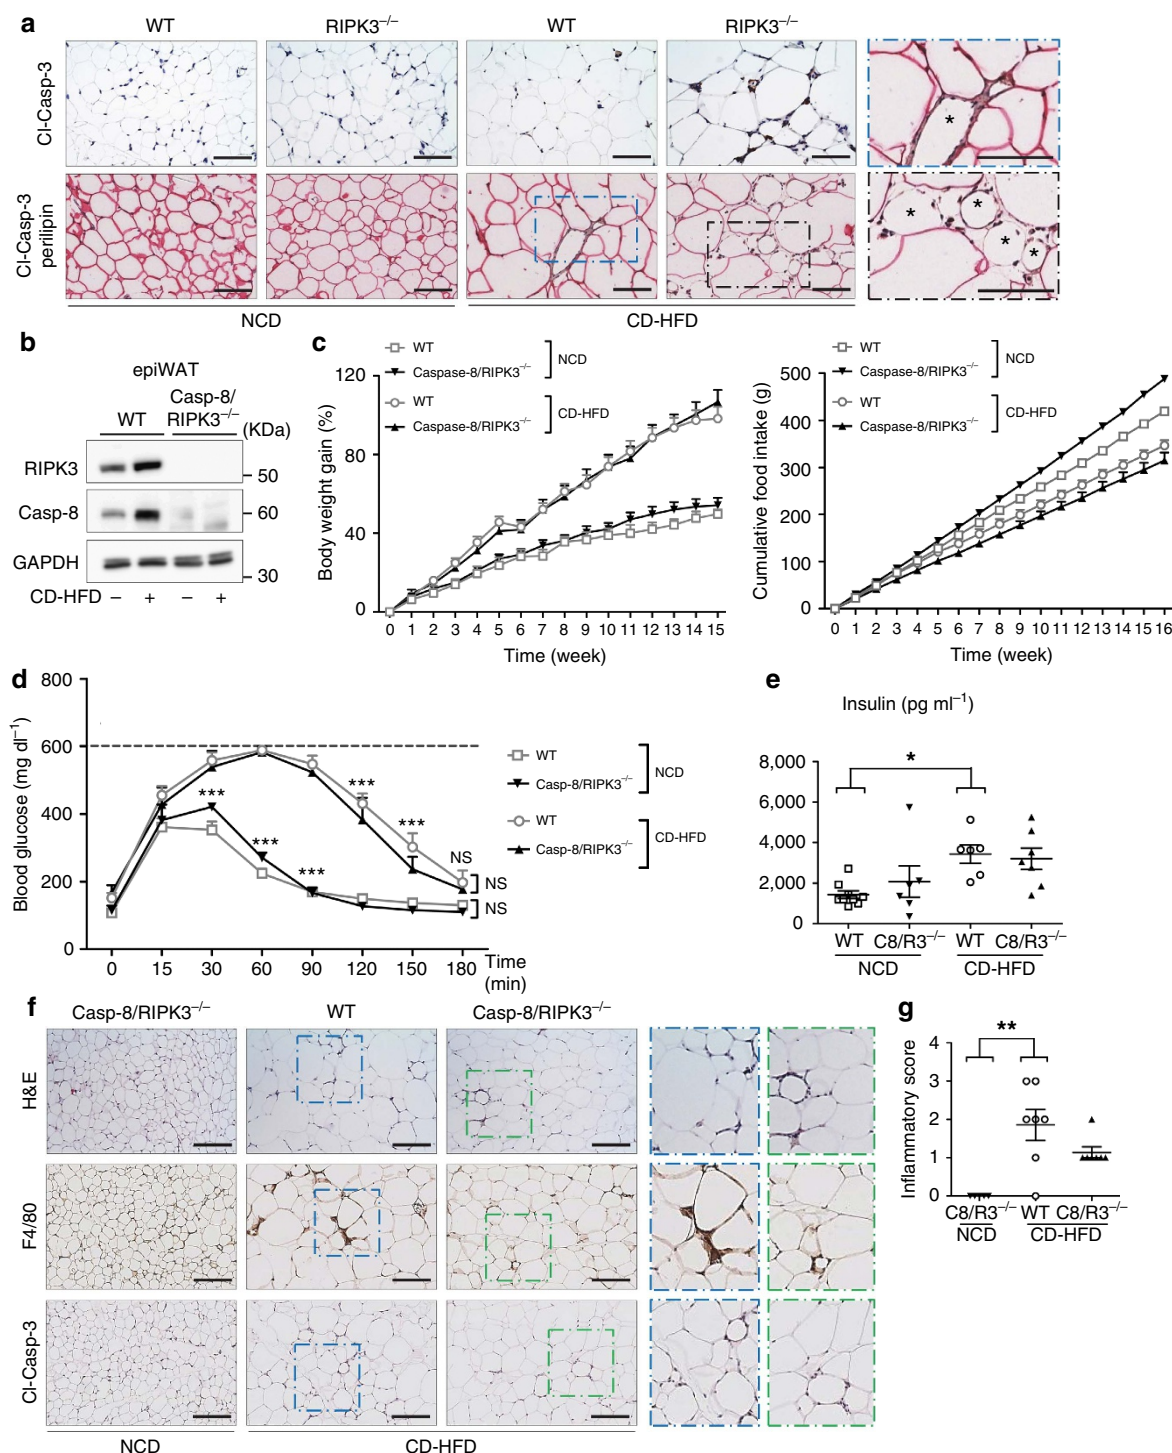 a
WT
RIPK3–/–
WT
RIPK3–/–
Cl-Casp-3
*
Cl-Casp-3
perilipin
* * * *
NCD
CD-HFD
b
epiWAT
WT
Casp-8/
RIPK3–/–
(KDa)
RIPK3
50
Casp-8
60
GAPDH
30
CD-HFD – + – +
c
WT
Caspase-8/RIPK3–/–
NCD
WT
Caspase-8/RIPK3–/–
CD-HFD
Body weight gain (%)
120
80
40
0
0 1 2 3 4 5 6 7 8 9 10 11 12 13 14 15
Time (week)
WT
Caspase-8/RIPK3–/–
NCD
WT
Caspase-8/RIPK3–/–
CD-HFD
Cumulative food intake (g)
500
400
300
200
100
0
0 1 2 3 4 5 6 7 8 9 10 11 12 13 14 15 16
Time (week)
d
Blood glucose (mg dl–1)
800
600
400
200
0
***
***
***
***
***
NS
NS
NS
0 15 30 60 90 120 150 180
Time
(min)
WT
Casp-8/RIPK3–/–
NCD
WT
Casp-8/RIPK3–/–
CD-HFD
e
Insulin (pg ml–1)
*
8,000
6,000
4,000
2,000
0
WT C8/R3–/– WT C8/R3–/–
NCD CD-HFD
f
Casp-8/RIPK3–/–
WT
Casp-8/RIPK3–/–
H&E
F4/80
Cl-Casp-3
NCD
CD-HFD
g
**
Inflammatory score
4
3
2
1
0
C8/R3–/– WT C8/R3–/–
NCD CD-HFD